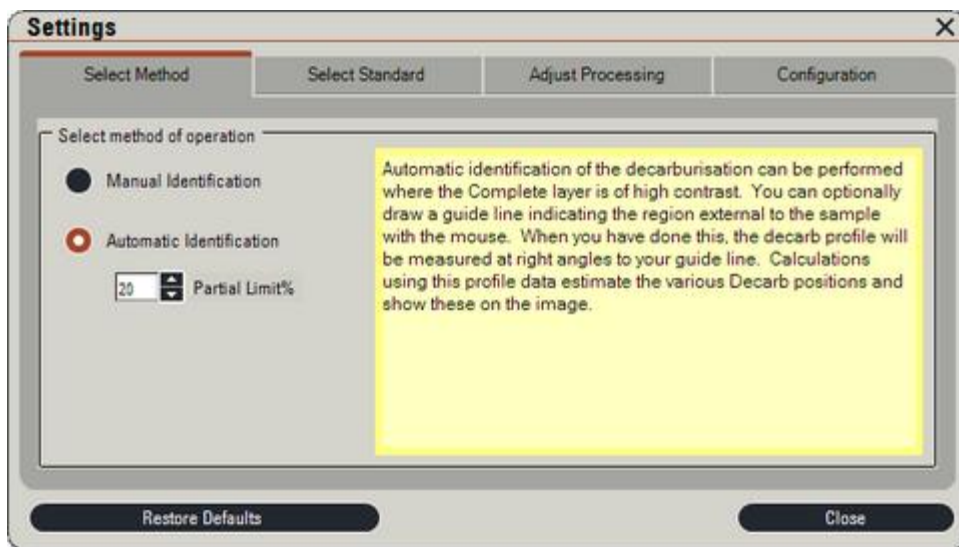 Settings
Select Method
Select Standard
Adjust Processing
Configuration
Select method of operation
Manual Identification
Automatic Identification
20 Partial Limit%
Automatic identification of the decarburisation can be performed
where the Complete layer is of high contrast. You can optionally
draw a guide line indicating the region external to the sample
with the mouse. When you have done this, the decarb profile will
be measured at right angles to your guide line. Calculations
using this profile data estimate the various Decarb positions and
show these on the image.
Restore Defaults
Close